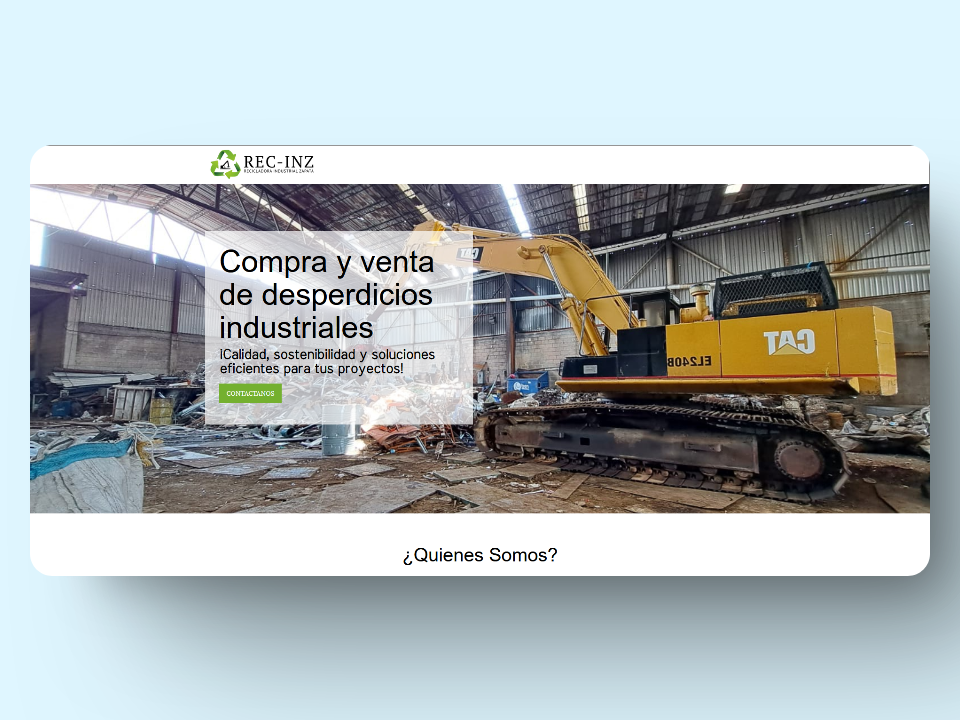 REC-INZ
RECICLADORA INDUSTRIAL ZAPATA
Compra y venta
de desperdicios
industriales
¡Calidad, sostenibilidad y soluciones
eficientes para tus proyectos!
CONTACTANOS
CAT
CAT
EL240B
¿Quienes Somos?